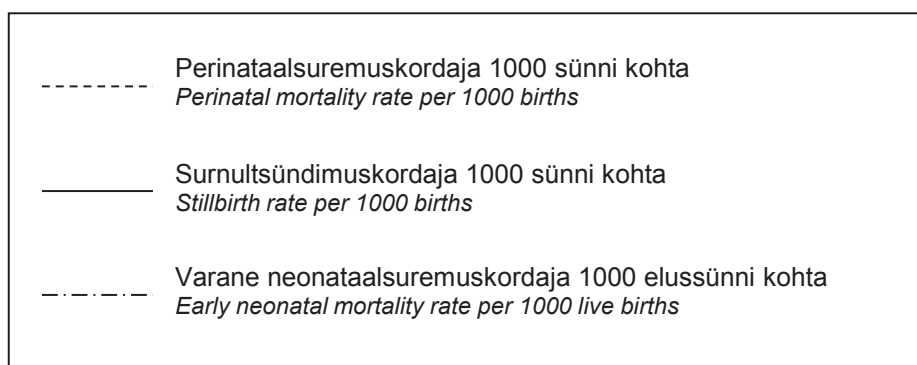 Perinataalsuremuskordaja 1000 sünni kohta
Perinatal mortality rate per 1000 births
Surnultsündimuskordaja 1000 sünni kohta
Stillbirth rate per 1000 births
Varane neonataalsuremuskordaja 1000 elussünni kohta
Early neonatal mortality rate per 1000 live births